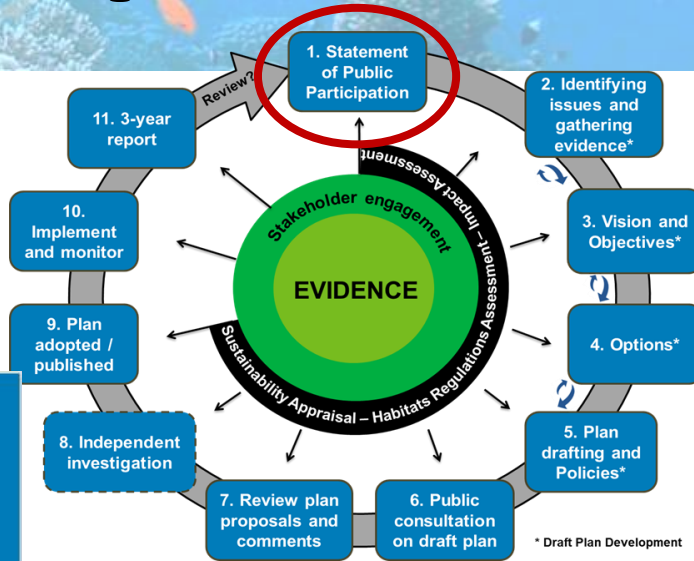 1. Statement
of Public
Participation
2. Identifying
issues and
gathering
evidence*
3. Vision and
Objectives*
4. Options*
5. Plan
drafting and
Policies*
6. Public
consultation
on draft plan
7. Review plan
proposals and
comments
8. Independent
investigation
9. Plan
adopted /
published
10.
Implement
and monitor
11. 3-year
report
Review?
Stakeholder engagement
EVIDENCE
Sustainability Appraisal – Habitats Regulations Assessment – Impact Assessment
* Draft Plan Development